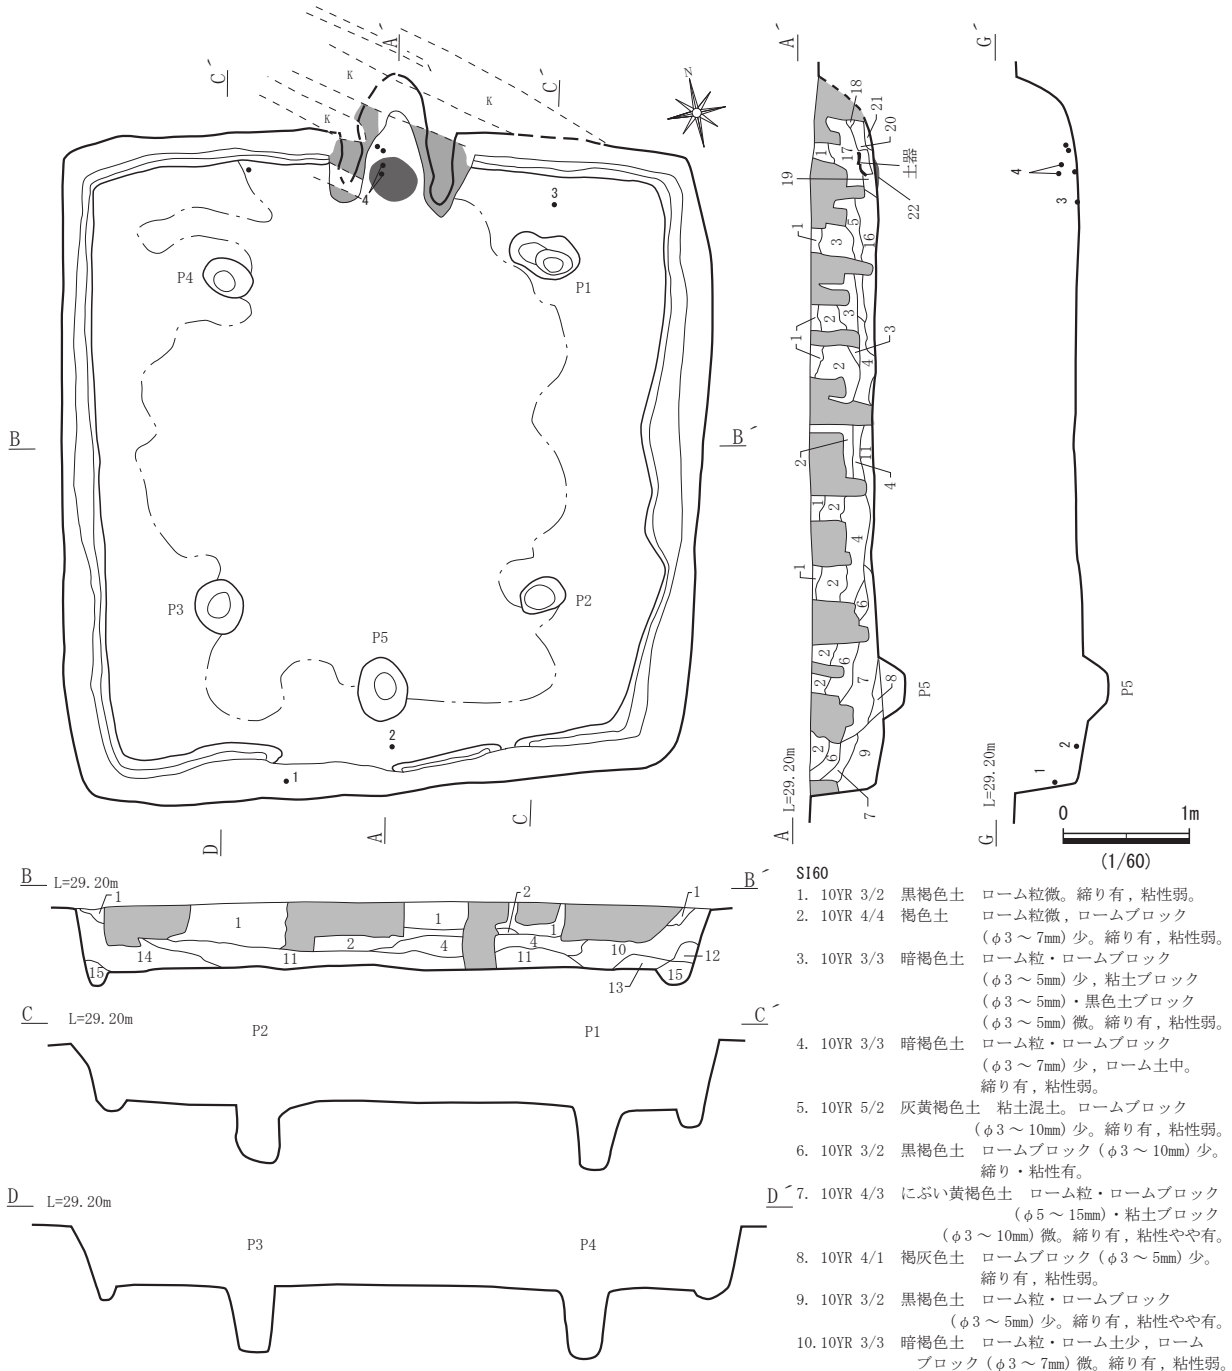 A´
C´
C´
K
K
K
N
4
3
P4
P1
B
B´
P3
P2
P5
2
1
D
A
C
A´
18
21
20
土器
17
1
19
22
5
1
3
16
2
3
3
1
2
4
2
11
4
1
2
4
1
2
6
2
6
2
7
8
P5
2
6
9
7
A L=29.20m
G´
4
3
P5
2
1
G L=29.20m
0 1m
(1/60)
B L=29.20m
B´
1
1
2
1
1
1
2
4
4
10
14
11
11
12
15
13
15
C L=29.20m
C´
P2
P1
D L=29.20m
D´
P3
P4
SI60
1. 10YR 3/2 黒褐色土 ローム粒微。締り有，粘性弱。
2. 10YR 4/4 褐色土 ローム粒微，ロームブロック
(φ3～7㎜) 少。締り有，粘性弱。
3. 10YR 3/3 暗褐色土 ローム粒・ロームブロック
(φ3～5㎜) 少，粘土ブロック
(φ3～5㎜)・黒色土ブロック
(φ3～5㎜) 微。締り有，粘性弱。
4. 10YR 3/3 暗褐色土 ローム粒・ロームブロック
(φ3～7㎜) 少，ローム土中。
締り有，粘性弱。
5. 10YR 5/2 灰黄褐色土 粘土混土。ロームブロック
(φ3～10㎜) 少。締り有，粘性弱。
6. 10YR 3/2 黒褐色土 ロームブロック (φ3～10㎜) 少。
締り・粘性有。
7. 10YR 4/3 にぶい黄褐色土 ローム粒・ロームブロック
(φ5～15㎜)・粘土ブロック
(φ3～10㎜) 微。締り有，粘性やや有。
8. 10YR 4/1 褐灰色土 ロームブロック (φ3～5㎜) 少。
締り有，粘性弱。
9. 10YR 3/2 黒褐色土 ローム粒・ロームブロック
(φ3～5㎜) 少。締り有，粘性やや有。
10. 10YR 3/3 暗褐色土 ローム粒・ローム土少，ローム
ブロック (φ3～7㎜) 微。締り有，粘性弱。